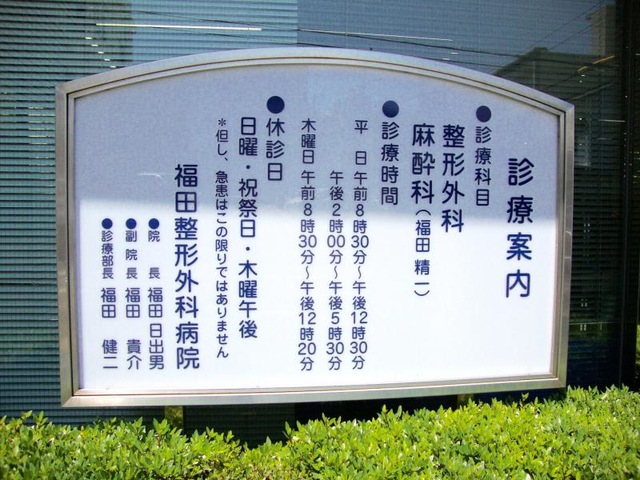 診療案内
●診療科目
整形外科
麻酔科(福田 精一)
●診療時間
平 日 午前8時30分～午後12時30分
午後2時00分～午後5時30分
木曜日 午前8時30分～午後12時20分
●休診日
日曜・祝祭日・木曜午後
*但し、急患はこの限りではありません
福田整形外科病院
●院 長 福田 日出男
●副院長 福田 貴介
●診療部長 福田 健二